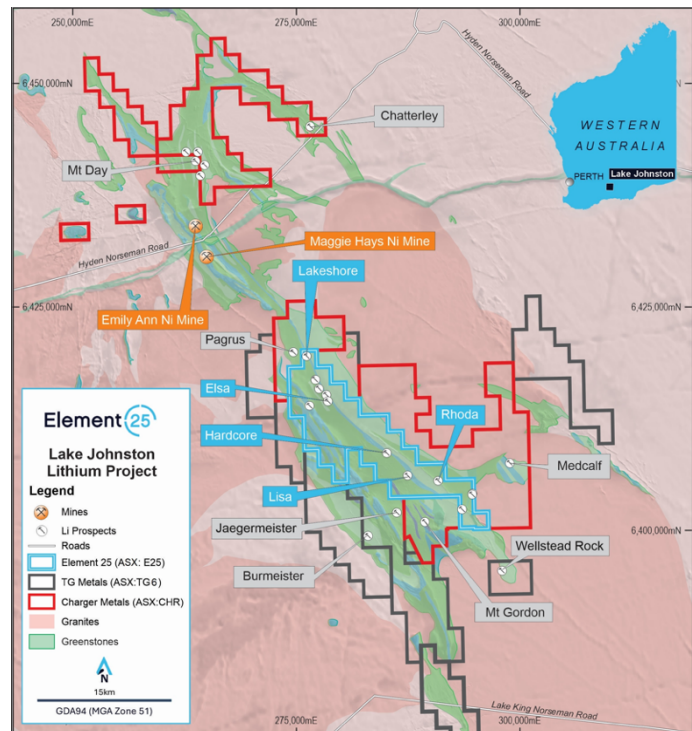 250,000mE
275,000mE
300,000mE
6,450,000mN
6,450,000mN
Hyden Norseman Road
Chatterley
Mt Day
WESTERN
AUSTRALIA
PERTH
Lake Johnston
Hyden Norseman Road
Maggie Hays Ni Mine
Lakeshore
Emily Ann Ni Mine
6,425,000mN
6,425,000mN
Pagrus
Elsa
Hardcore
Rhoda
Medcalf
Lisa
Jaegermeister
6,400,000mN
Wellstead Rock
Burmeister
Mt Gordon
Element 25
Lake Johnston
Lithium Project
Legend
Mines
Li Prospects
Roads
Element 25 (ASX: E25)
TG Metals (ASX:TG6)
Charger Metals (ASX:CHR)
Granites
Greenstones
N
15km
GDA94 (MGA Zone 51)
Lake King Norseman Road
275,000mE
300,000mE